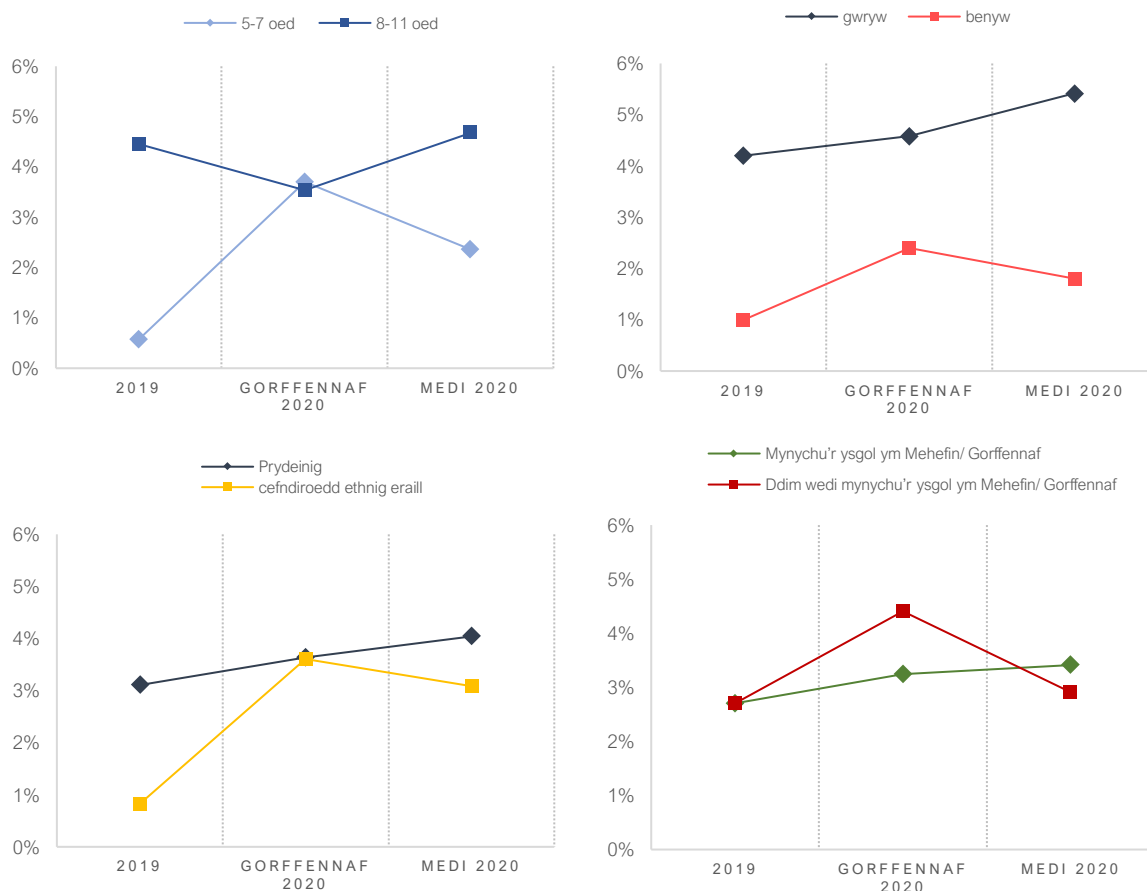 5-7 oed 8-11 oed
6%
5%
4%
3%
2%
1%
0%
2019 GORFFENNAF 2020 MEDI 2020
gwryw benyw
6%
5%
4%
3%
2%
1%
0%
2019 GORFFENNAF 2020 MEDI 2020
Prydeinig
cefndiroedd ethnig eraill
6%
5%
4%
3%
2%
1%
0%
2019 GORFFENNAF 2020 MEDI 2020
Mynychu'r ysgol ym Mehefin/ Gorffennaf
Ddim wedi mynychu'r ysgol ym Mehefin/ Gorffennaf
6%
5%
4%
3%
2%
1%
0%
2019 GORFFENNAF 2020 MEDI 2020